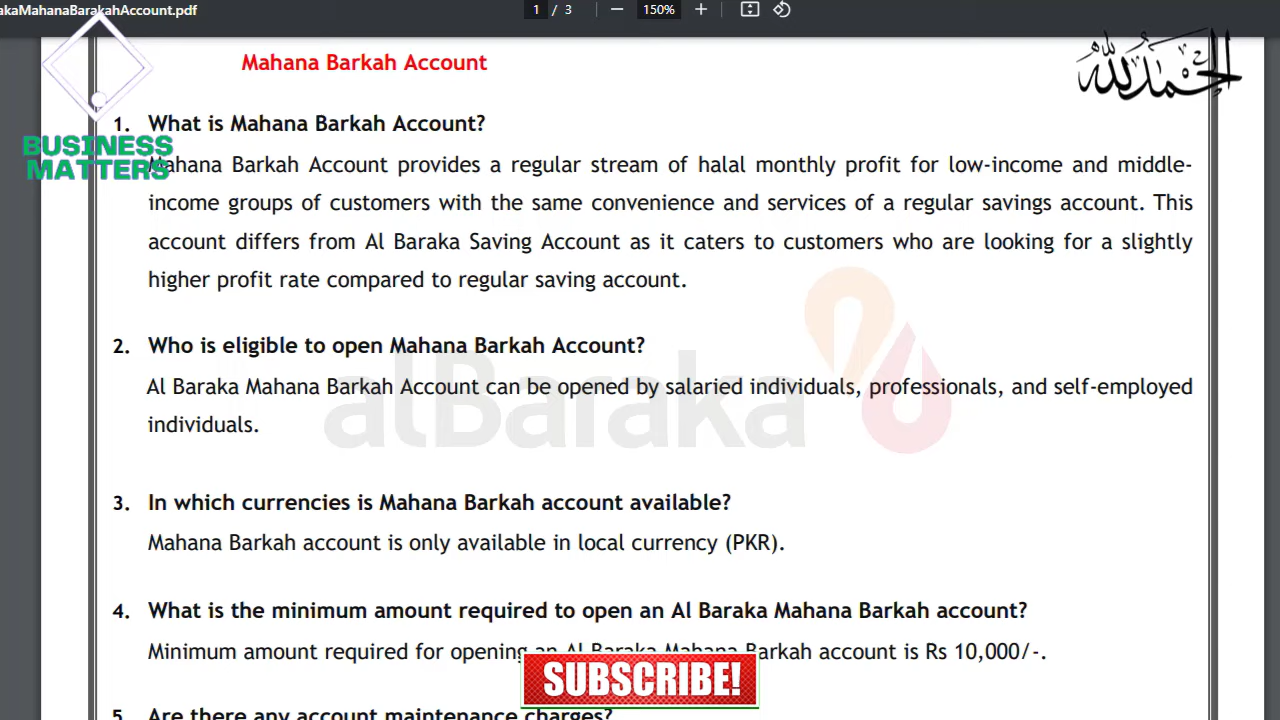 akaMahanaBarakahAccount.pdf
1 / 3
150%
Mahana Barkah Account
الحمد لله
1. What is Mahana Barkah Account?
BUSINESS
MATTERS
Mahana Barkah Account provides a regular stream of halal monthly profit for low-income and middle-
income groups of customers with the same convenience and services of a regular savings account. This
account differs from Al Baraka Saving Account as it caters to customers who are looking for a slightly
higher profit rate compared to regular saving account.
2. Who is eligible to open Mahana Barkah Account?
Al Baraka Mahana Barkah Account can be opened by salaried individuals, professionals, and self-employed
individuals.
alBaraka
3. In which currencies is Mahana Barkah account available?
Mahana Barkah account is only available in local currency (PKR).
4. What is the minimum amount required to open an Al Baraka Mahana Barkah account?
Minimum amount required for opening an Al Baraka Mahana Barkah account is Rs 10,000/-.
SUBSCRIBE!
5. Are there any account maintenance charges?